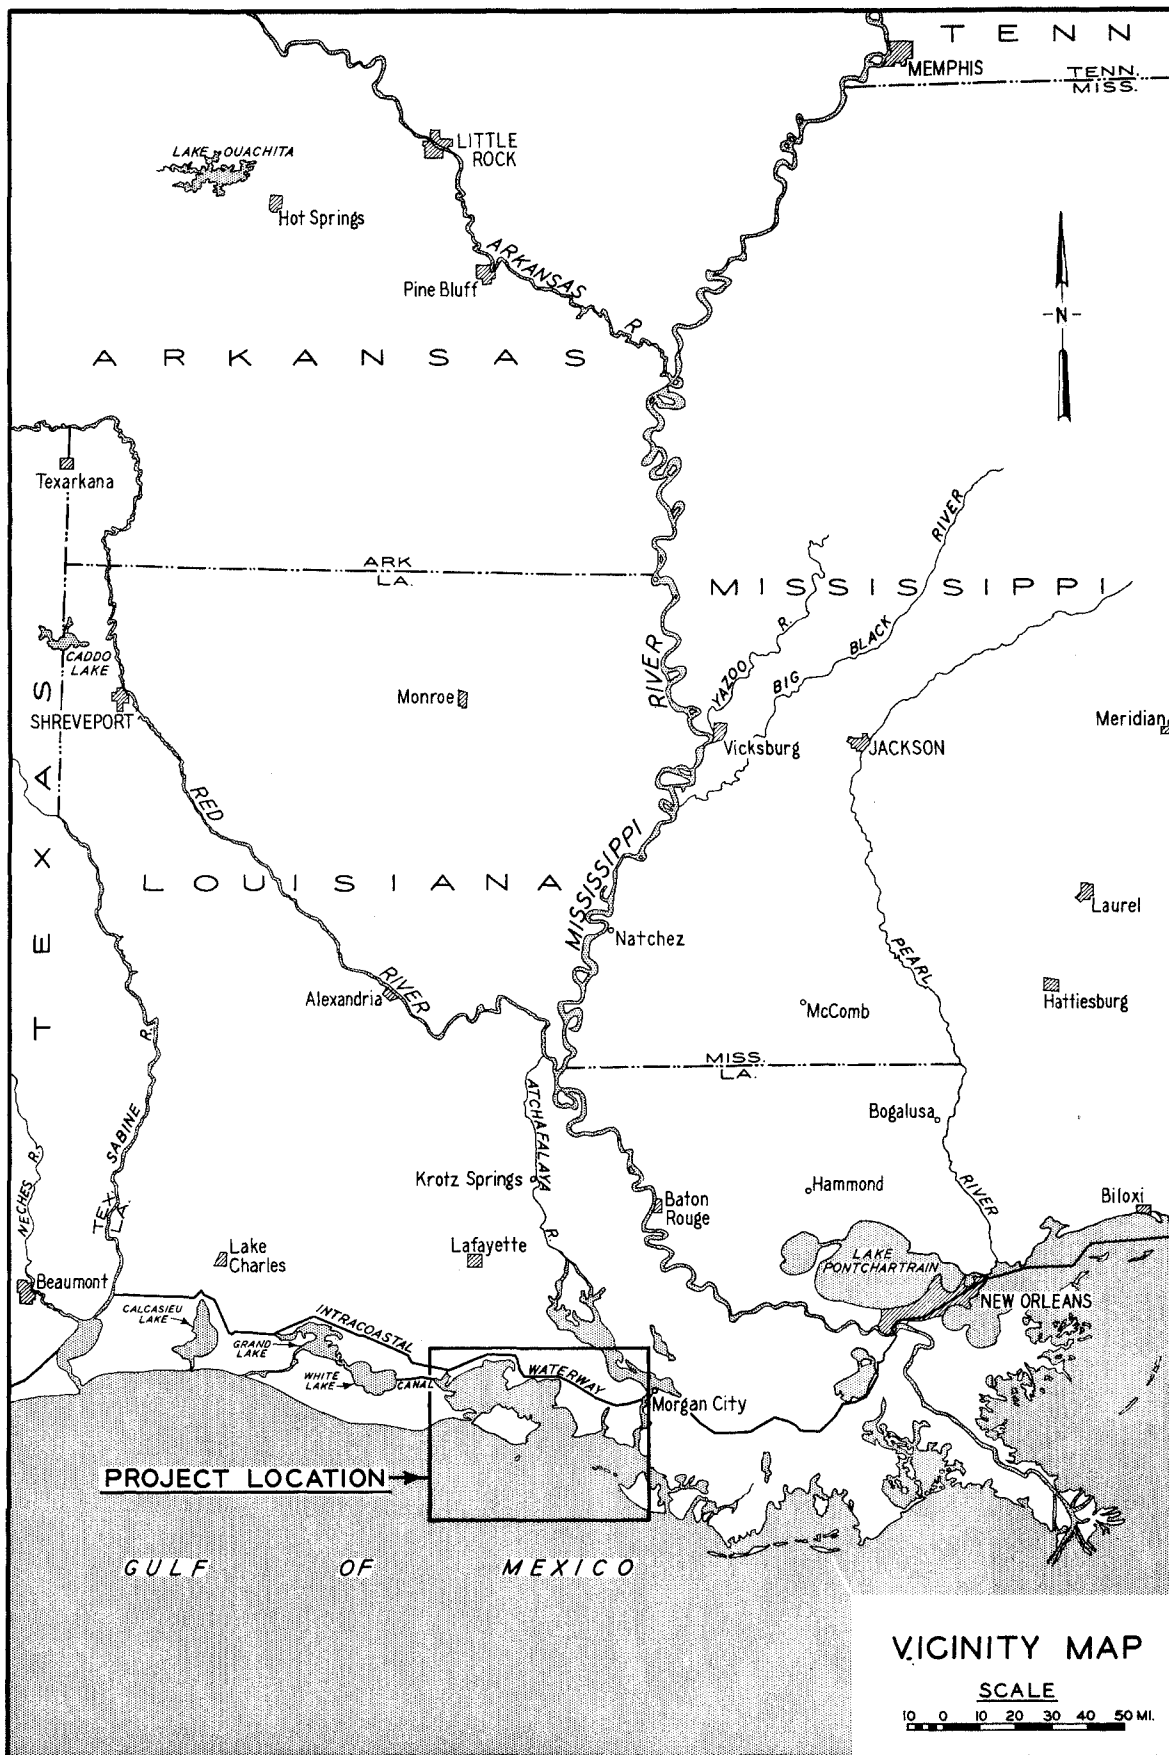 TENN
MEMPHIS
TENN.
MISS.
LAKE OUACHITA
LITTLE
ROCK
Hot Springs
ARKANSAS
R
Pine Bluff
-N-
ARKANSAS
Texarkana
ARK
LA.
MISSISSIPPI
RIVER
BLACK
BIG
YAZOO R.
CADDO
LAKE
SHREVEPORT
Monroe
RIVER
Vicksburg
JACKSON
Meridian
TEXAS
RED
MISSISSIPPI
LOUISIANA
Laurel
Natchez
PEARL
Alexandria
RIVER
McComb
Hattiesburg
MISS.
LA.
SABINE R.
ATCHAFALAYA
R.
Bogalusa
NECHES R.
TEX
LA.
Krotz Springs
Hammond
RIVER
Baton
Rouge
Biloxi
Lake
Charles
Lafayette
LAKE
PONTCHARTRAIN
Beaumont
NEW ORLEANS
CALCASIEU
LAKE
INTRACOASTAL
GRAND
LAKE
WHITE
LAKE
CANAL
WATERWAY
Morgan City
PROJECT LOCATION
GULF OF MEXICO
VICINITY MAP
SCALE
10 0 10 20 30 40 50 MI.